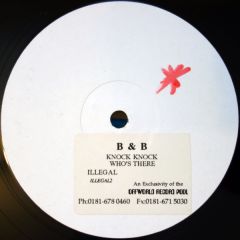 B & B
KNOCK KNOCK
WHO'S THERE
ILLEGAL
ILLEGAL2
An Exclusivity of the
OFFWORLD RECORD POOL
Ph:0181-678 0460 Fx:0181-671 5030